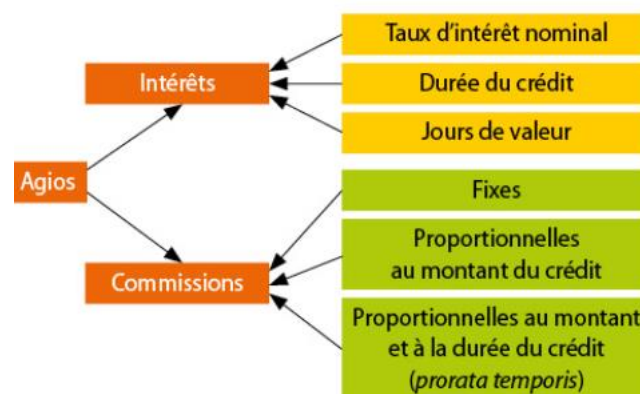 Agios
Intérêts
Taux d'intérêt nominal
Durée du crédit
Jours de valeur
Commissions
Fixes
Proportionnelles
au montant du crédit
Proportionnelles au montant
et à la durée du crédit
(prorata temporis)